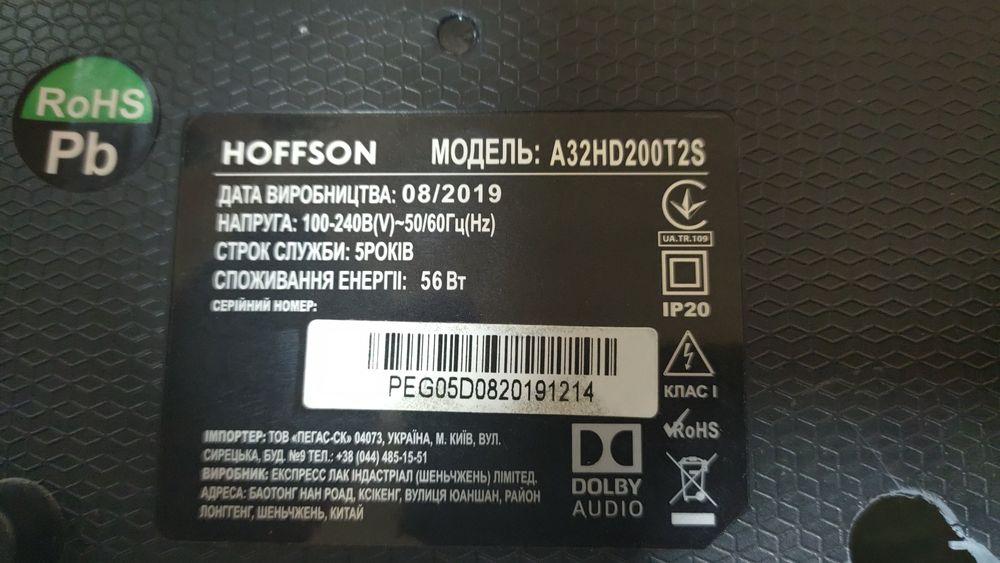 RoHS
Pb
HOFFSON МОДЕЛЬ: A32HD200T2S
ДАТА ВИРОБНИЦТВА: 08/2019
НАПРУГА: 100-240В(V)~50/60Гц(Hz)
СТРОК СЛУЖБИ: 5РОКІВ
СПОЖИВАННЯ ЕНЕРГІЇ: 56 Вт
СЕРІЙНИЙ НОМЕР:
UA.TR.109
IP20
КЛАС I
RoHS
PEG05D0820191214
ІМПОРТЕР: ТОВ «ПЕГАС-СК» 04073, УКРАЇНА, М. КИЇВ, ВУЛ.
СИРЕЦЬКА, БУД. №9 ТЕЛ.: +38 (044) 485-15-51
ВИРОБНИК: ЕКСПРЕСС ЛАК ІНДАСТРІАЛ (ШЕНЬЧЖЕНЬ) ЛІМІТЕД.
АДРЕСА: БАОТОНГ НАН РОАД, КСІКЕНГ, ВУЛИЦЯ ЮАНШАН, РАЙОН
ЛОНГГЕНГ, ШЕНЬЧЖЕНЬ, КИТАЙ
DOLBY
AUDIO